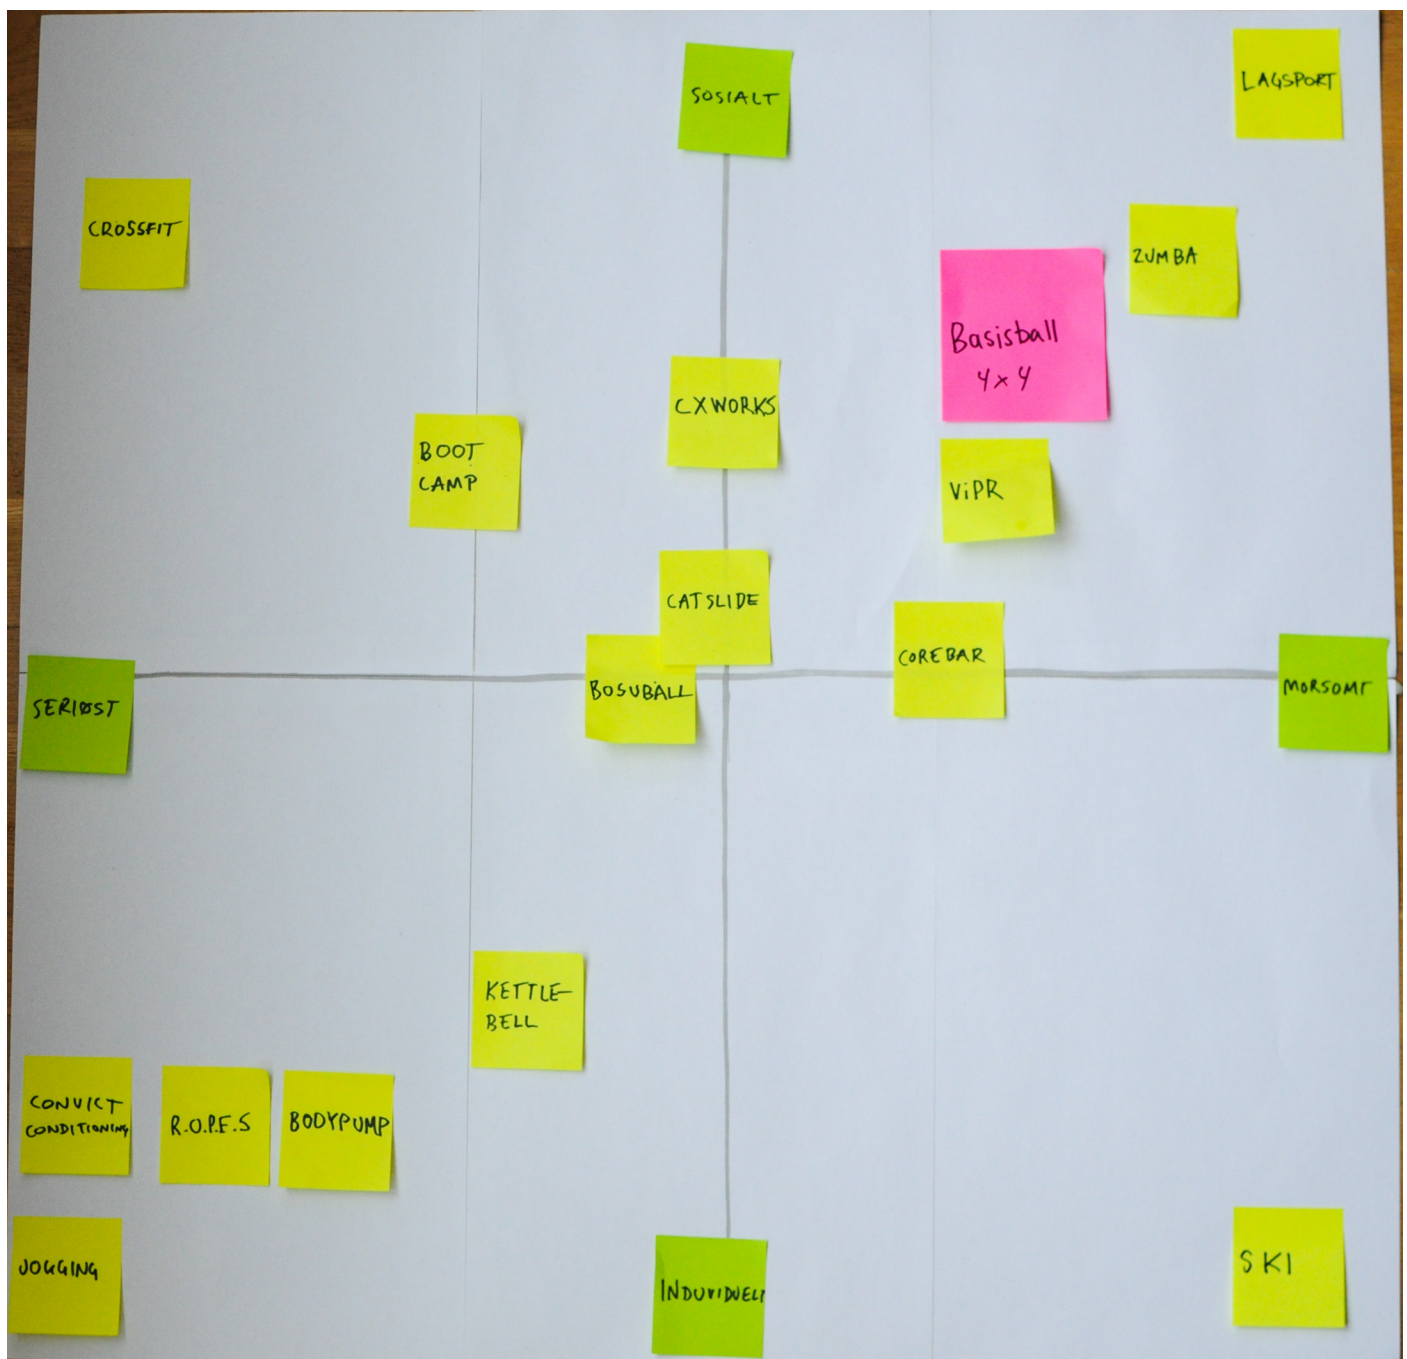 SOSIALT
LAGSPORT
CROSSFIT
ZUMBA
Basisball
4x4
CXWORKS
BOOT
CAMP
ViPR
CATSLIDE
COREBAR
BOSUBALL
SERIØST
MORSOMT
KETTLE-
BELL
CONVICT
CONDITIONING
R.O.P.E.S
BODYPUMP
JOGGING
INDUVIDUELT
SKI